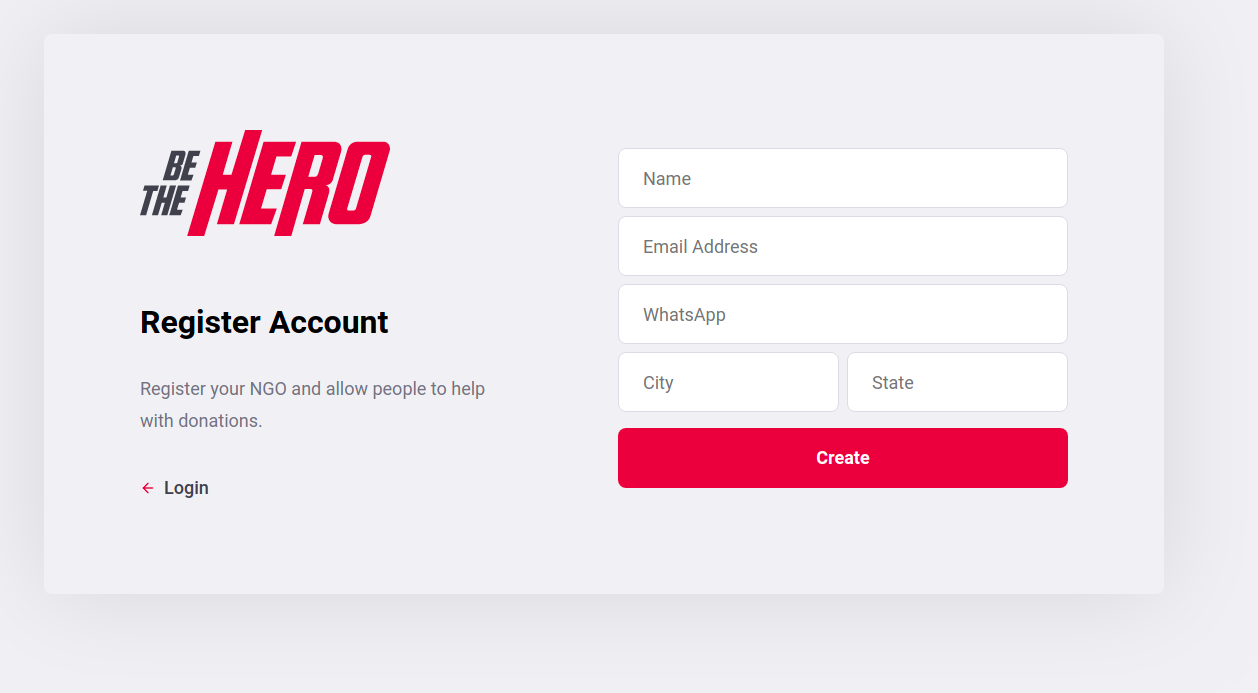 BE
THE HERO
Register Account
Register your NGO and allow people to help
with donations.
Login
Name
Email Address
WhatsApp
City State
Create